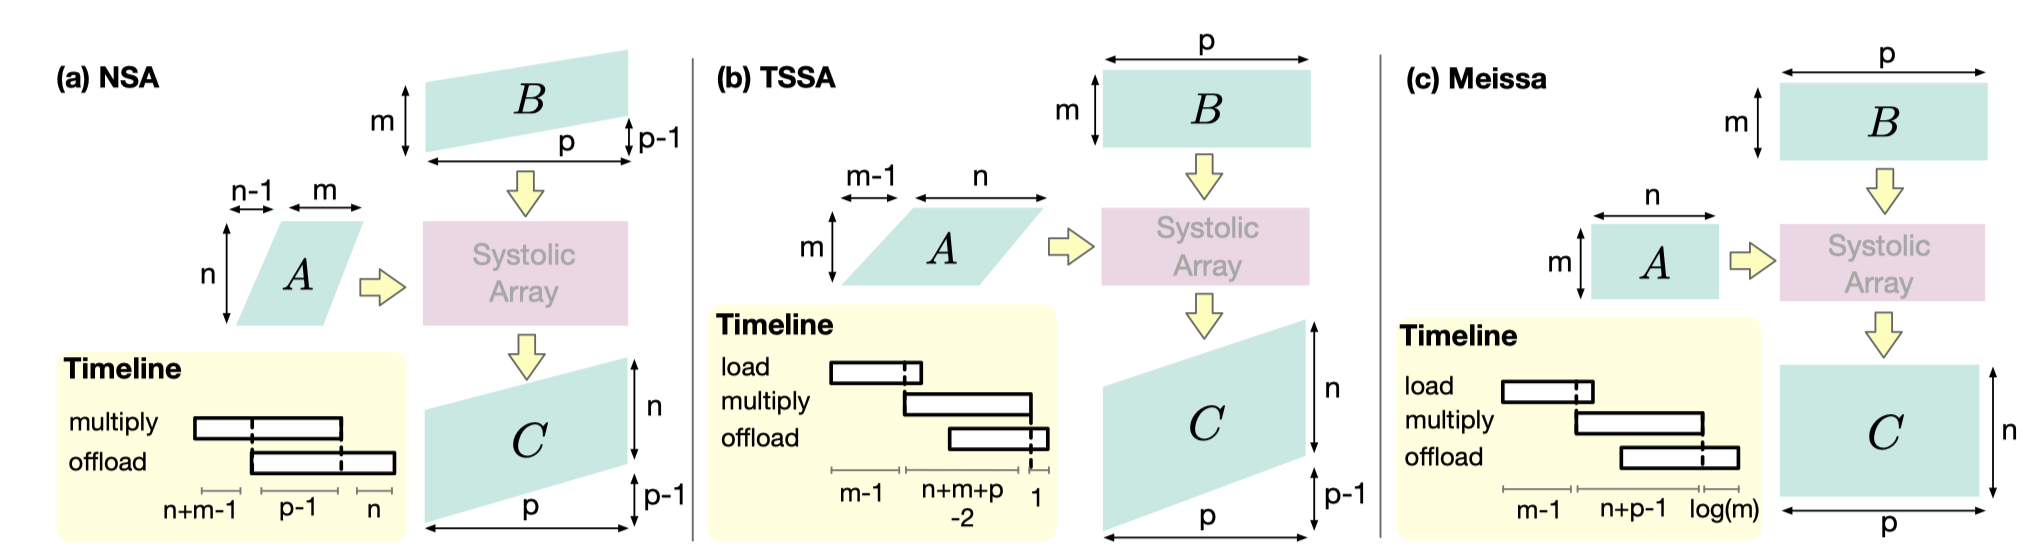 (a) NSA
B
m
p
p-1
n-1
m
n
A
Systolic
Array
Timeline
multiply
offload
n+m-1
p-1
n
C
n
p-1
p
(b) TSSA
p
m
B
m-1
n
m
A
Systolic
Array
Timeline
load
multiply
offload
m-1
n+m+p
-2
1
C
n
p-1
p
(c) Meissa
p
m
B
n
m
A
Systolic
Array
Timeline
load
multiply
offload
m-1
n+p-1
log(m)
C
n
p